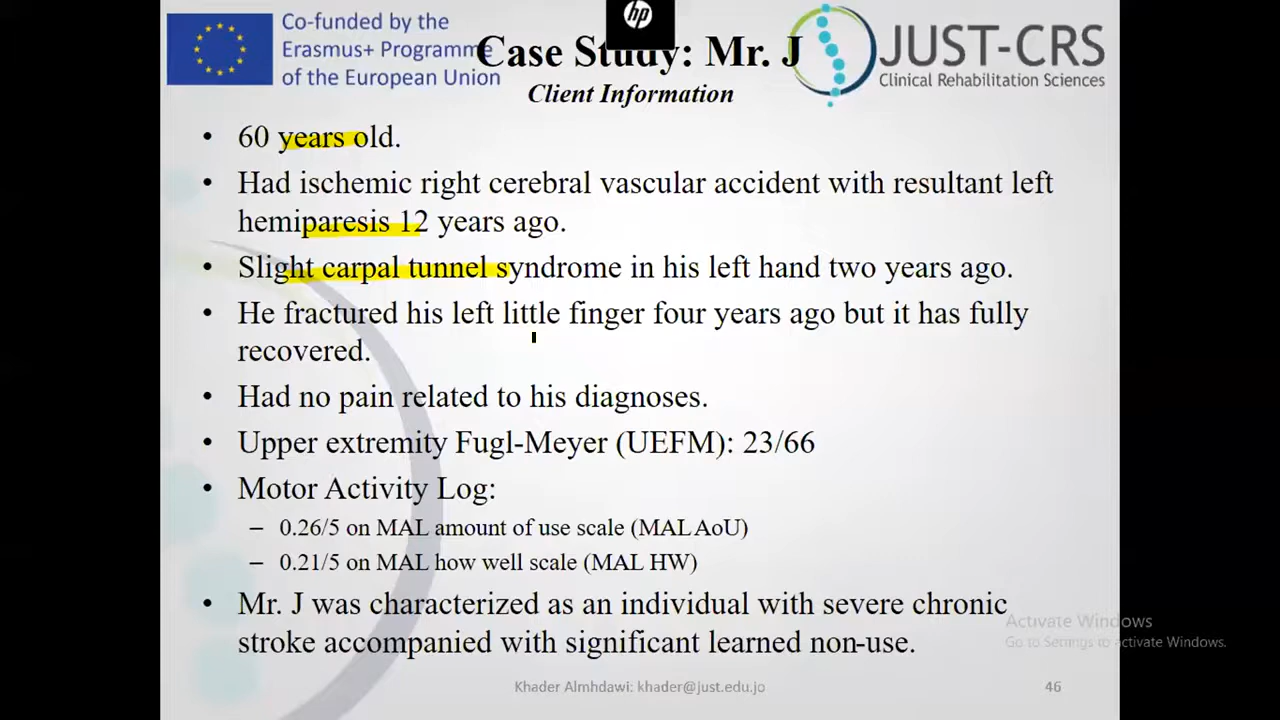 Co-funded by the
Erasmus+ Programme
of the European Union
hp
Case Study: Mr. J
Client Information
JUST-CRS
Clinical Rehabilitation Sciences
• 60 years old.
• Had ischemic right cerebral vascular accident with resultant left
hemiparesis 12 years ago.
• Slight carpal tunnel syndrome in his left hand two years ago.
• He fractured his left little finger four years ago but it has fully
recovered.
• Had no pain related to his diagnoses.
• Upper extremity Fugl-Meyer (UEFM): 23/66
• Motor Activity Log:
– 0.26/5 on MAL amount of use scale (MAL AoU)
– 0.21/5 on MAL how well scale (MAL HW)
• Mr. J was characterized as an individual with severe chronic
stroke accompanied with significant learned non-use.
Activate Windows
Go to Settings to activate Windows.
Khader Almhdawi: khader@just.edu.jo
46